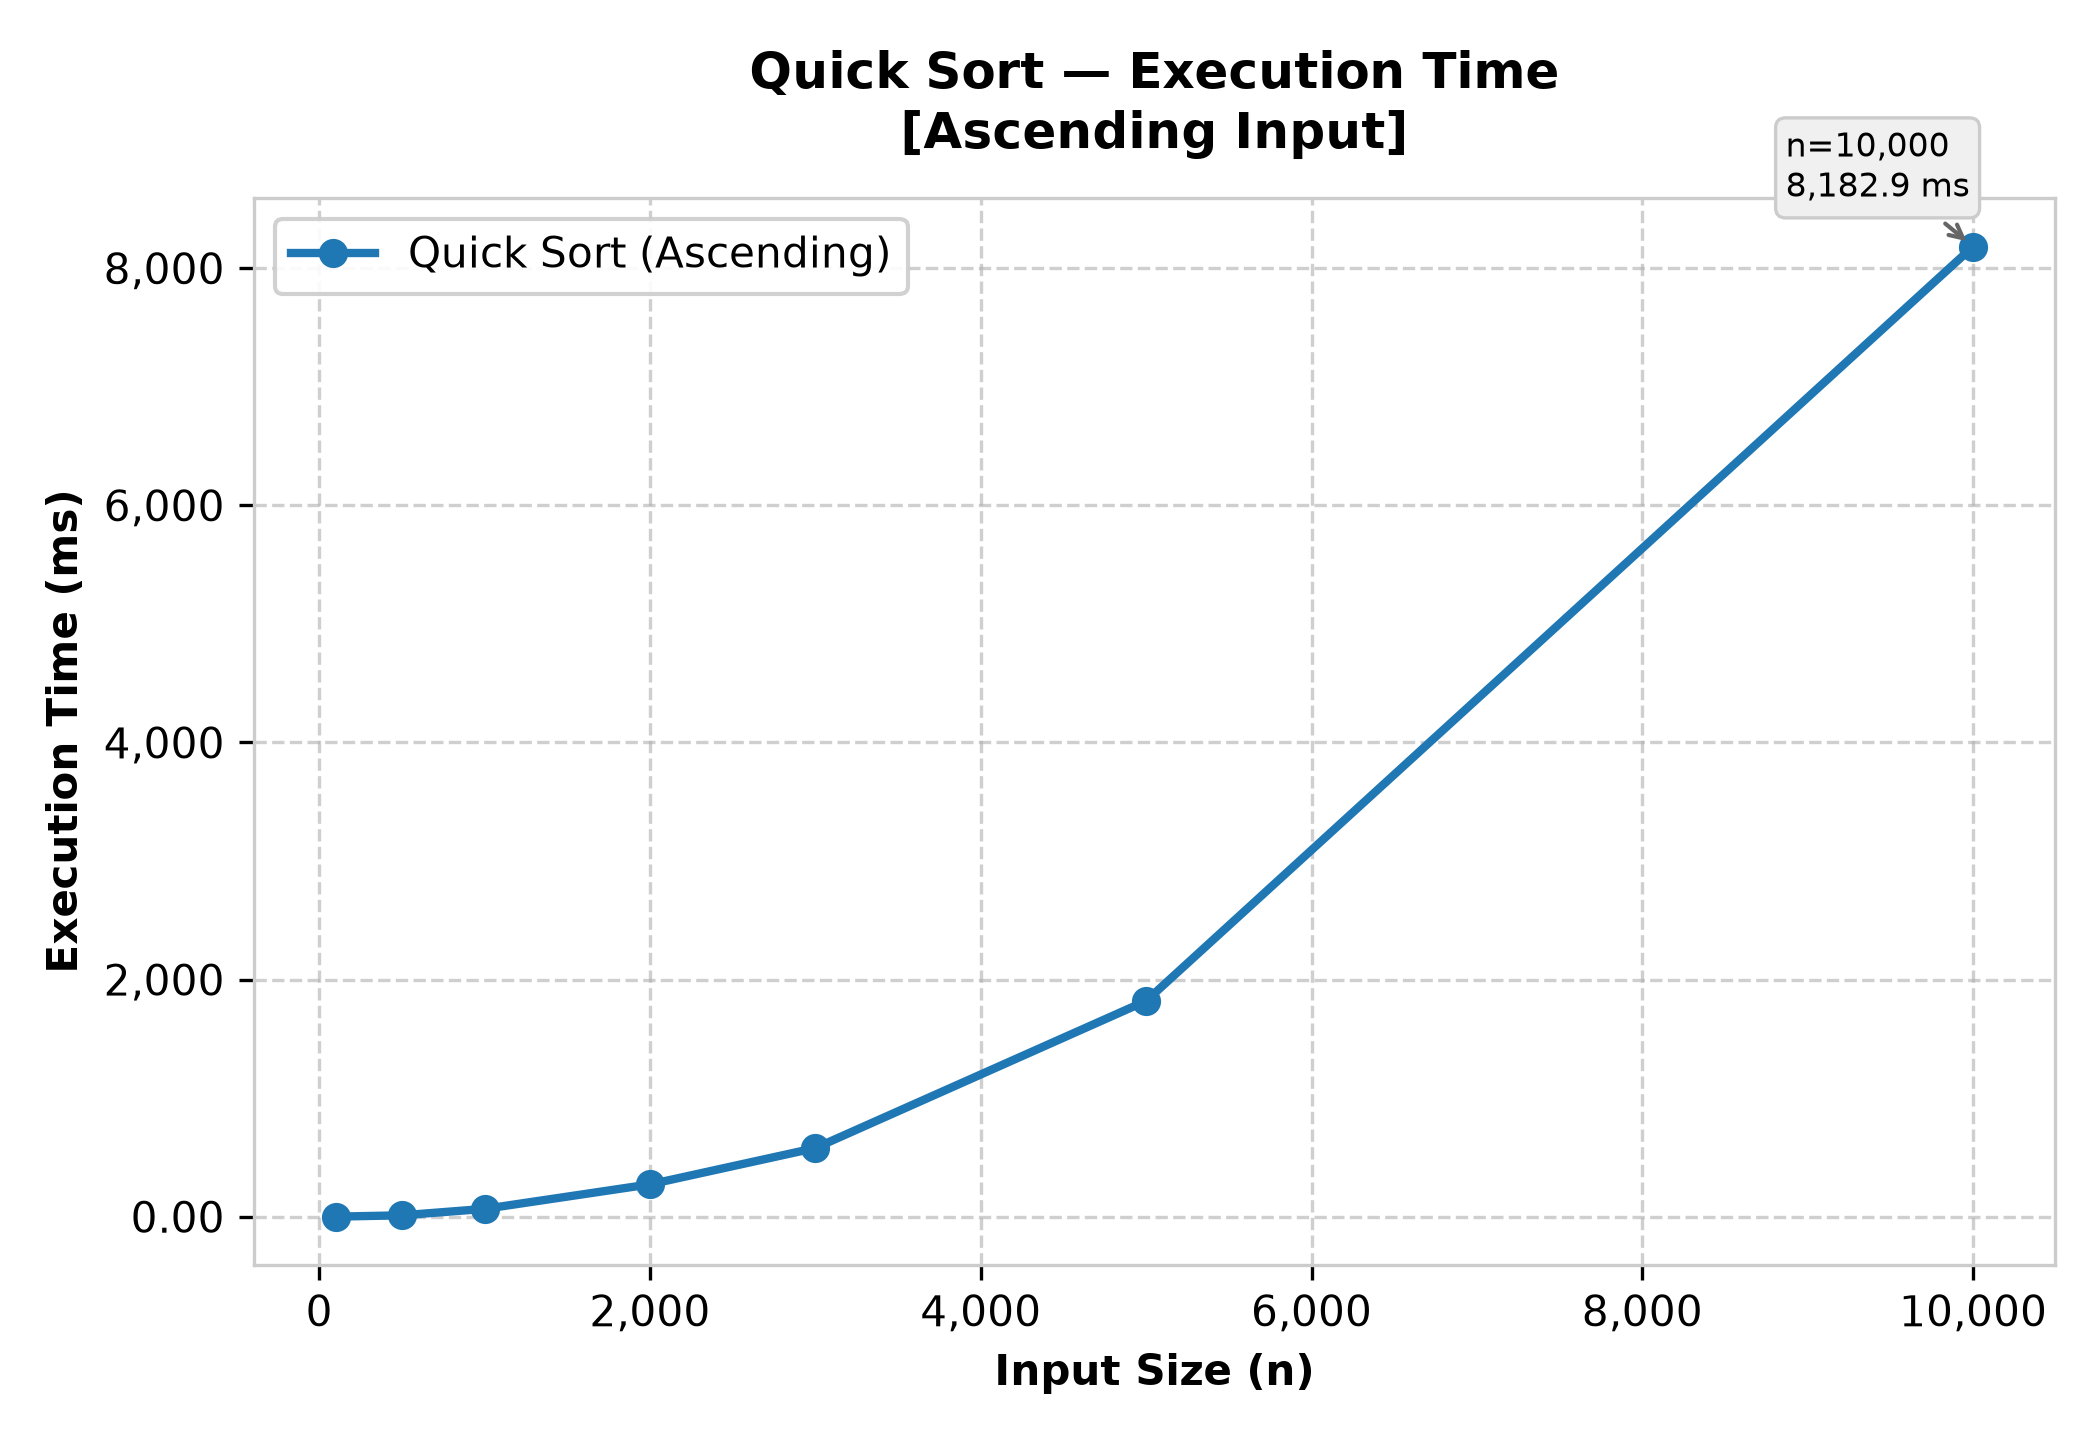 Quick Sort — Execution Time
[Ascending Input]
n=10,000
8,182.9 ms
Quick Sort (Ascending)
Execution Time (ms)
8,000
6,000
4,000
2,000
0.00
0
2,000
4,000
6,000
8,000
10,000
Input Size (n)